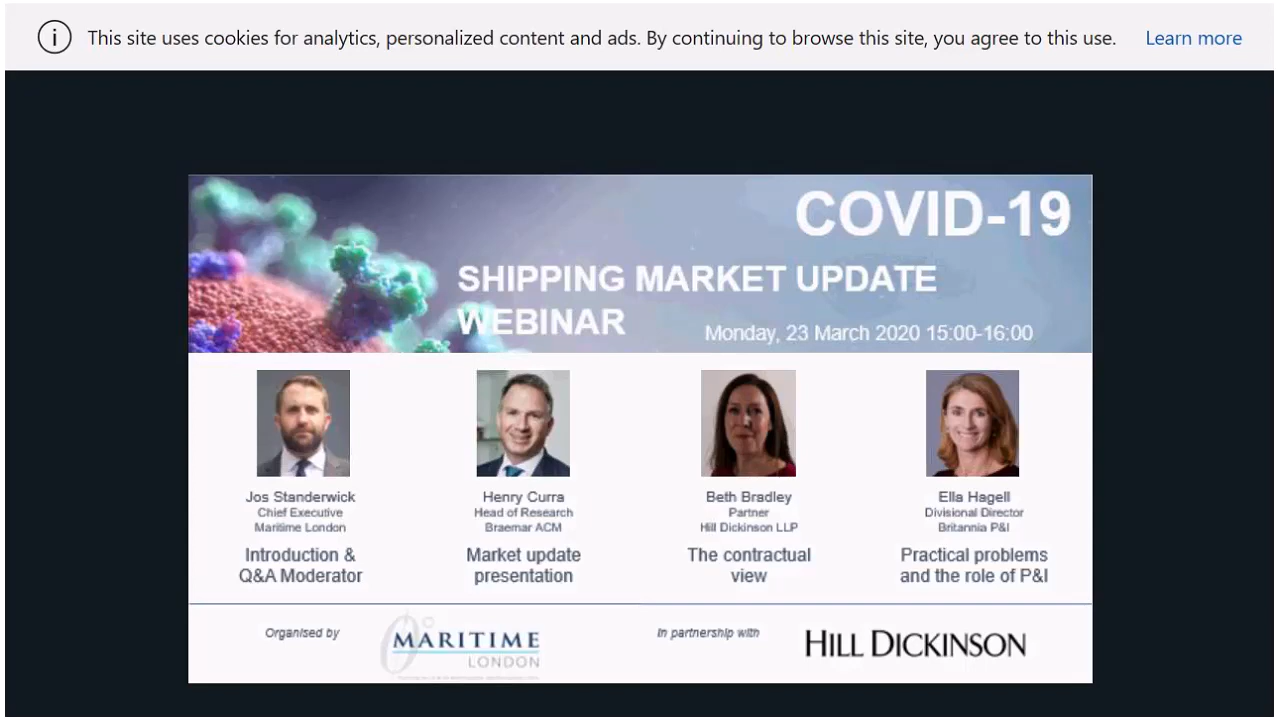 This site uses cookies for analytics, personalized content and ads. By continuing to browse this site, you agree to this use. Learn more
COVID-19
SHIPPING MARKET UPDATE
WEBINAR
Monday, 23 March 2020 15:00-16:00
Jos Standerwick
Chief Executive
Maritime London
Introduction &
Q&A Moderator
Henry Curra
Head of Research
Braemar ACM
Market update
presentation
Beth Bradley
Partner
Hill Dickinson LLP
The contractual
view
Ella Hagell
Divisional Director
Britannia P&I
Practical problems
and the role of P&I
Organised by
MARITIME
LONDON
In partnership with
HILL DICKINSON